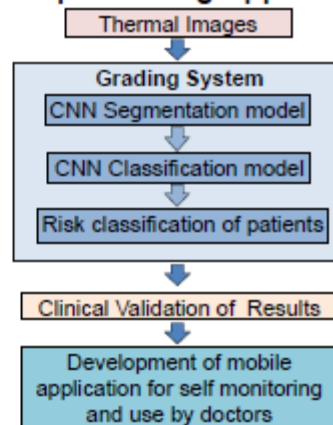 Thermal Images
Grading System
CNN Segmentation model
CNN Classification model
Risk classification of patients
Clinical Validation of Results
Development of mobile
application for self monitoring
and use by doctors